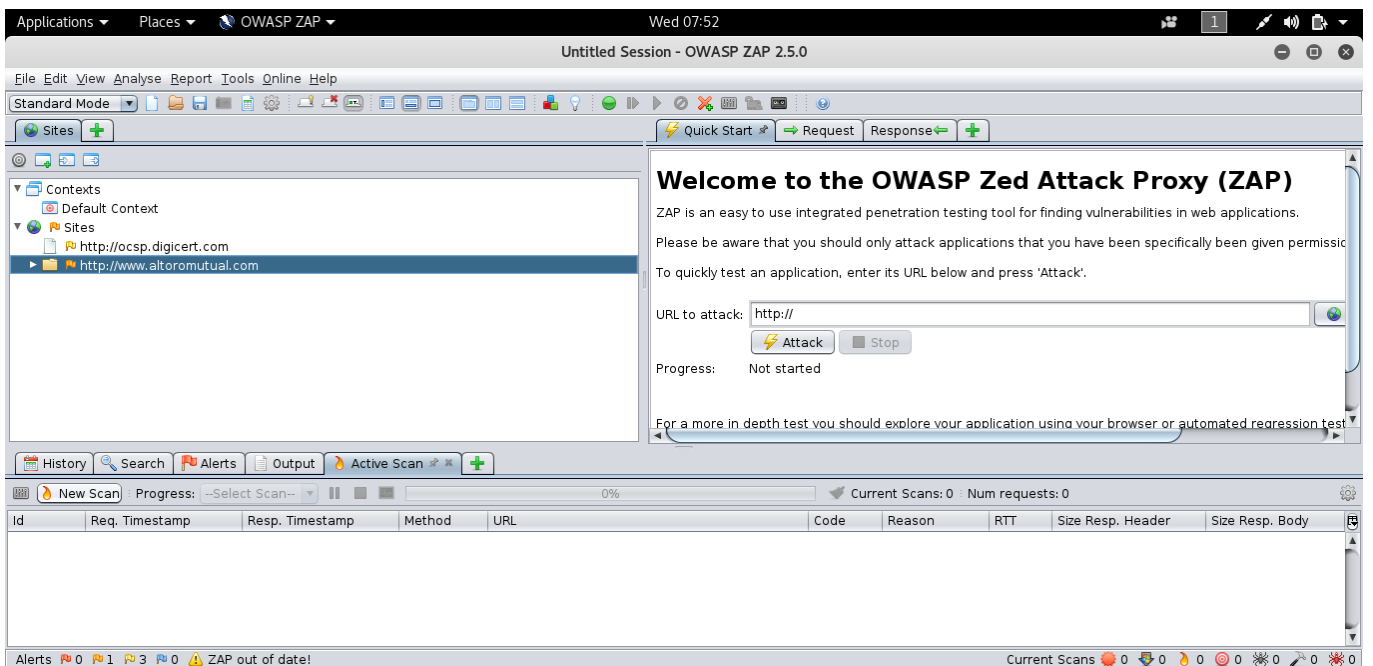 Applications Places OWASP ZAP Wed 07:52 1
Untitled Session - OWASP ZAP 2.5.0
File Edit View Analyse Report Tools Online Help
Standard Mode
Sites
Quick Start Request Response
Contexts
Default Context
Sites
http://ocsp.digicert.com
http://www.altoromutual.com
Welcome to the OWASP Zed Attack Proxy (ZAP)
ZAP is an easy to use integrated penetration testing tool for finding vulnerabilities in web applications.
Please be aware that you should only attack applications that you have been specifically been given permissic
To quickly test an application, enter its URL below and press 'Attack'.
URL to attack: http://
Attack Stop
Progress: Not started
For a more in depth test you should explore your application using your browser or automated regression test
History Search Alerts Output Active Scan
New Scan Progress: --Select Scan-- 0% Current Scans: 0 Num requests: 0
Id Req. Timestamp Resp. Timestamp Method URL Code Reason RTT Size Resp. Header Size Resp. Body
Alerts 0 1 3 0 ZAP out of date! Current Scans 0 0 0 0 0 0 0